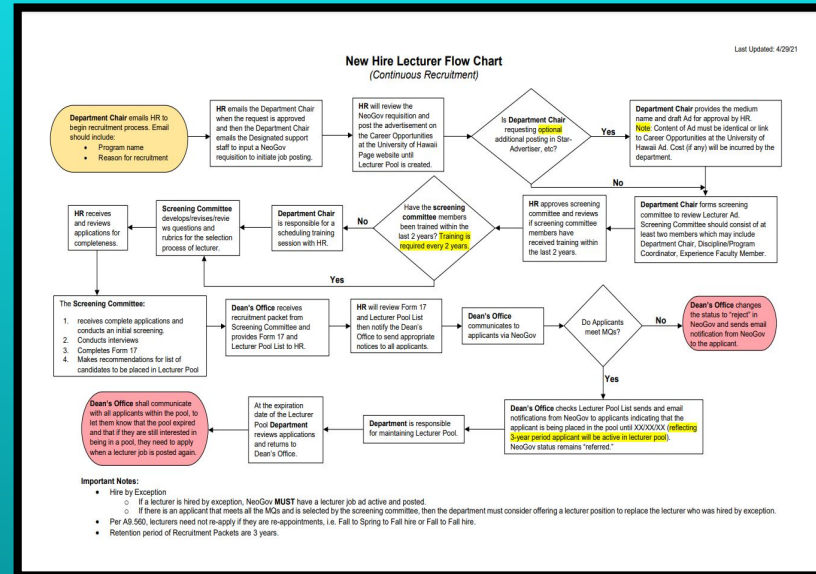 Last Updated: 4/29/21
New Hire Lecturer Flow Chart
(Continuous Recruitment)
Department Chair emails HR to
begin recruitment process. Email
should include:
• Program name
• Reason for recruitment
HR emails the Department Chair
when the request is approved
and then the Department Chair
emails the Designated support
staff to input a NeoGov
requisition to initiate job posting.
HR will review the
NeoGov requisition and
post the advertisement on
the Career Opportunities
at the University of Hawaii
Page website until
Lecturer Pool is created.
Is Department Chair
requesting optional
additional posting in Star-
Advertiser, etc?
Yes
No
Department Chair provides the medium
name and draft Ad for approval by HR.
Note: Content of Ad must be identical or link
to Career Opportunities at the University of
Hawaii Ad. Cost (if any) will be incurred by the
department.
Department Chair forms screening
committee to review Lecturer Ad.
Screening Committee should consist of at
least two members which may include
Department Chair, Discipline/Program
Coordinator, Experience Faculty Member.
HR approves screening
committee and reviews
if screening committee
members have
received training within
the last 2 years.
Have the screening
committee members
been trained within the
last 2 years? Training is
required every 2 years.
No
Yes
Department Chair
is responsible for a
scheduling training
session with HR.
Screening Committee
develops/revises/revie
ws questions and
rubrics for the selection
process of lecturer.
HR receives
and reviews
applications for
completeness.
The Screening Committee:
1. receives complete applications and
conducts an initial screening.
2. Conducts interviews
3. Completes Form 17
4. Makes recommendations for list of
candidates to be placed in Lecturer Pool
Dean's Office receives
recruitment packet from
Screening Committee and
provides Form 17 and
Lecturer Pool List to HR.
HR will review Form 17
and Lecturer Pool List
then notify the Dean's
Office to send appropriate
notices to all applicants.
Dean's Office
communicates to
applicants via NeoGov
Do Applicants
meet MQs?
No
Yes
Dean's Office changes
the status to "reject" in
NeoGov and sends email
notification from NeoGov
to the applicant.
Dean's Office checks Lecturer Pool List sends and email
notifications from NeoGov to applicants indicating that the
applicant is being placed in the pool until XX/XX/XX (reflecting
3-year period applicant will be active in lecturer pool).
NeoGov status remains "referred."
Department is responsible
for maintaining Lecturer Pool.
At the expiration
date of the Lecturer
Pool Department
reviews applications
and returns to
Dean's Office.
Dean's Office shall communicate
with all applicants within the pool, to
let them know that the pool expired
and that if they are still interested in
being in a pool, they need to apply
when a lecturer job is posted again.
Important Notes:
• Hire by Exception
o If a lecturer is hired by exception, NeoGov MUST have a lecturer job ad active and posted.
o If there is an applicant that meets all the MQs and is selected by the screening committee, then the department must consider offering a lecturer position to replace the lecturer who was hired by exception.
• Per A9.560, lecturers need not re-apply if they are re-appointments, i.e. Fall to Spring to Fall hire or Fall to Fall hire.
• Retention period of Recruitment Packets are 3 years.